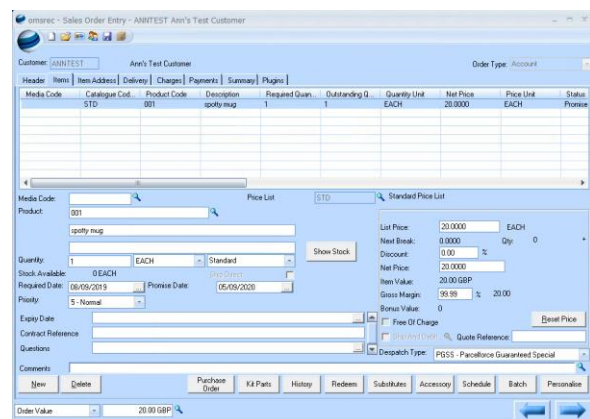 omsrec - Sales Order Entry - ANNTEST Ann's Test Customer
Customer: ANNTEST Ann's Test Customer Order Type: Account
Header Items Item Address Delivery Charges Payments Summary Plugins
Media Code Catalogue Cod... Product Code Description Required Quan... Outstanding Q... Quantity Unit Net Price Price Unit Status
STD 001 spotty mug 1 1 EACH 20.0000 EACH Promise
Media Code: Price List STD Standard Price List
Product: 001
spotty mug
List Price: 20.0000 EACH
Next Break: 0.0000 Qty: 0
Show Stock
Discount: 0.00 %
Quantity: 1 EACH Standard
Net Price: 20.0000
Stock Available: 0 EACH Ship Direct
Item Value: 20.00 GBP
Required Date: 08/09/2019 ... Promise Date: 05/09/2020 ...
Gross Margin: 99.99 % 20.00
Priority: 5 - Normal
Bonus Value: 0
Expiry Date ...
Free Of Charge Reset Price
Contract Reference
Quote Reference:
Questions ...
Despatch Type: PGSS - Parcelforce Guaranteed Special
Comments
New Delete Purchase Order Kit Parts History Redeem Substitutes Accessory Schedule Batch Personalise
Order Value 20.00 GBP